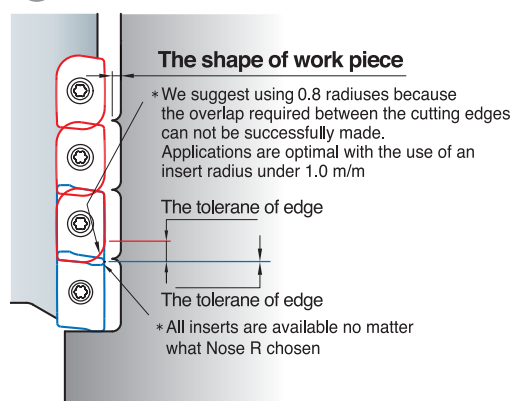 The shape of work piece
*We suggest using 0.8 radiuses because
the overlap required between the cutting edges
can not be successfully made.
Applications are optimal with the use of an
insert radius under 1.0 m/m
The tolerane of edge
The tolerane of edge
*All inserts are available no matter
what Nose R chosen